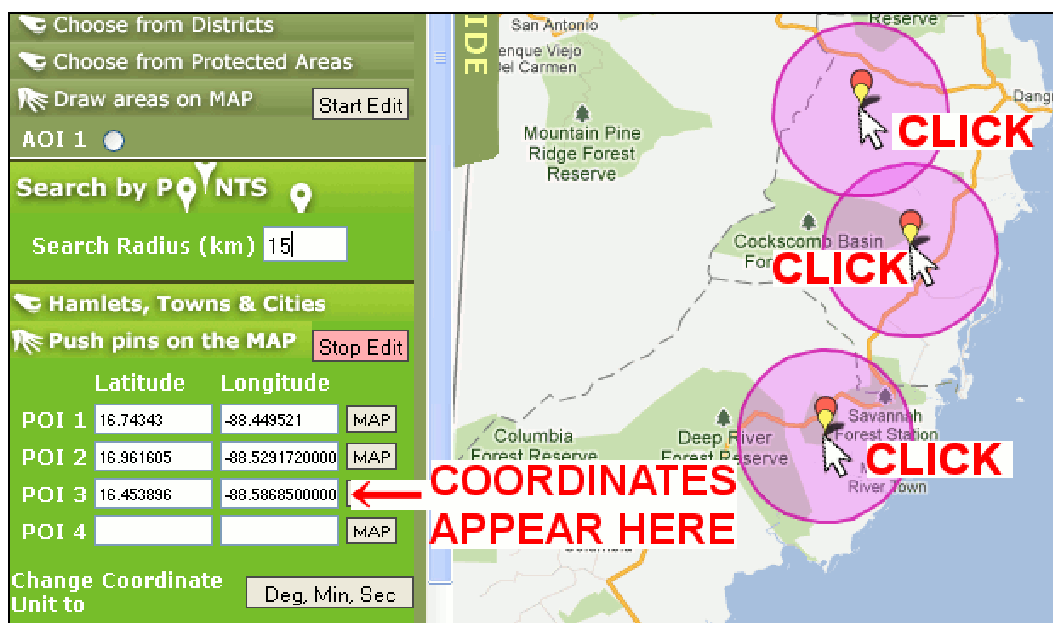 Choose from Districts
Choose from Protected Areas
Draw areas on MAP
Start Edit
AOI 1
Search by POINTS
Search Radius (km) 15
Hamlets, Towns & Cities
Push pins on the MAP
Stop Edit
Latitude Longitude
POI 1 16.74343 -88.449521 MAP
POI 2 16.961605 -88.5291720000 MAP
POI 3 16.453896 -88.5868500000
POI 4 MAP
Change Coordinate
Unit to
Deg, Min, Sec
IDE
San Antonio
enque Viejo
del Carmen
Reserve
Dangr
CLICK
Mountain Pine
Ridge Forest
Reserve
Cockscomb Basin
For
CLICK
Columbia
Forest Reserve
Deep River
Forest Reserve
Savannah
Forest Station
CLICK
M
River Town
COORDINATES
APPEAR HERE